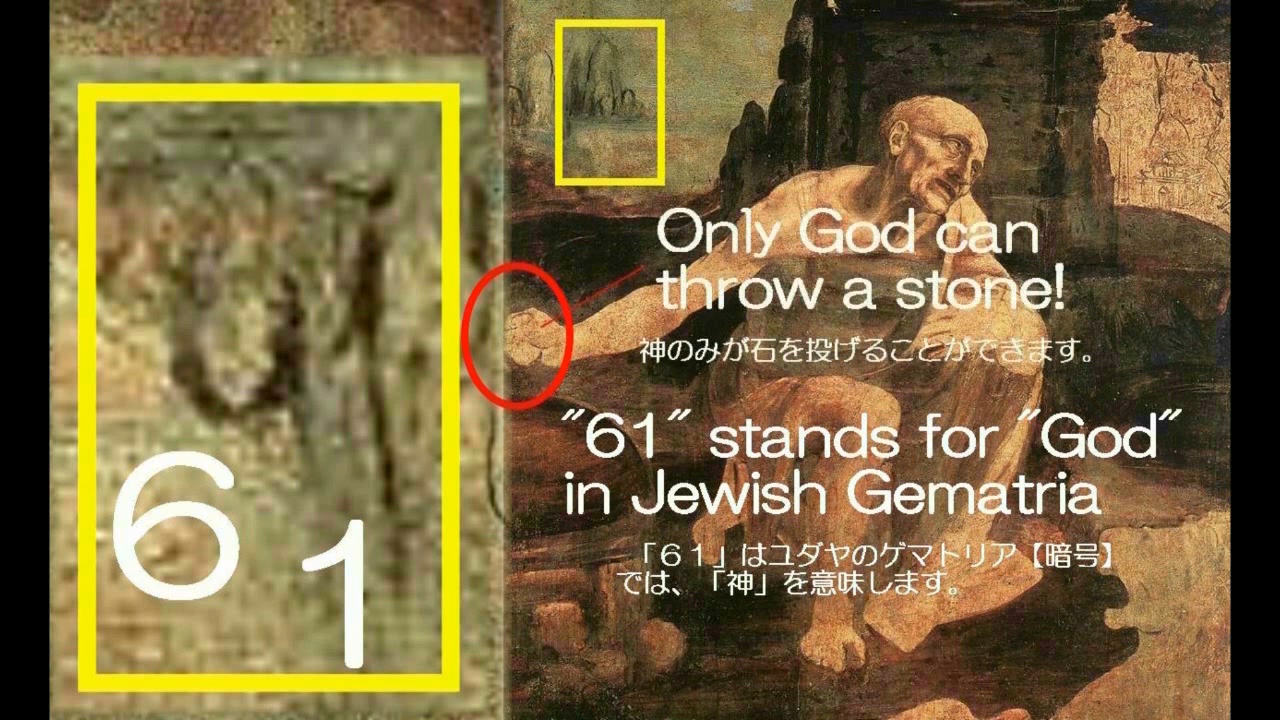 61
Only God can
throw a stone!
神のみが石を投げることができます。
"61" stands for "God"
in Jewish Gematria
「61」はユダヤのゲマトリア【暗号】
では、「神」を意味します。